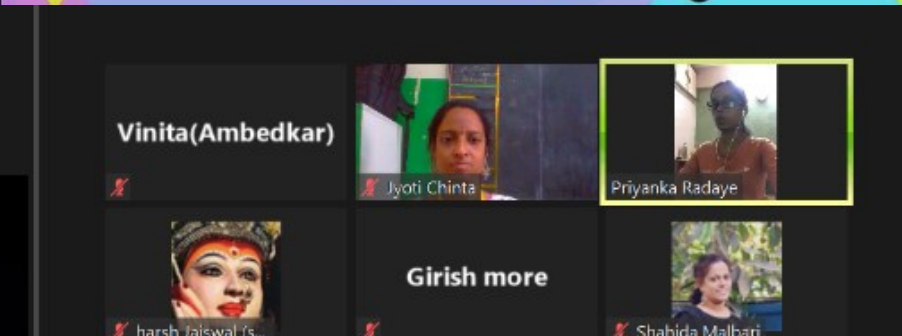 Vinita(Ambedkar)
Jyoti Chinta
Priyanka Radaye
harsh Jaiswal (s...
Girish more
Shahida Malbari